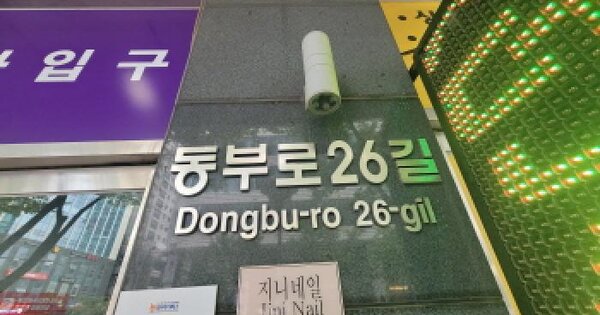 입구
동부로26길
Dongbu-ro 26-gil
지니네일
Jini Nail